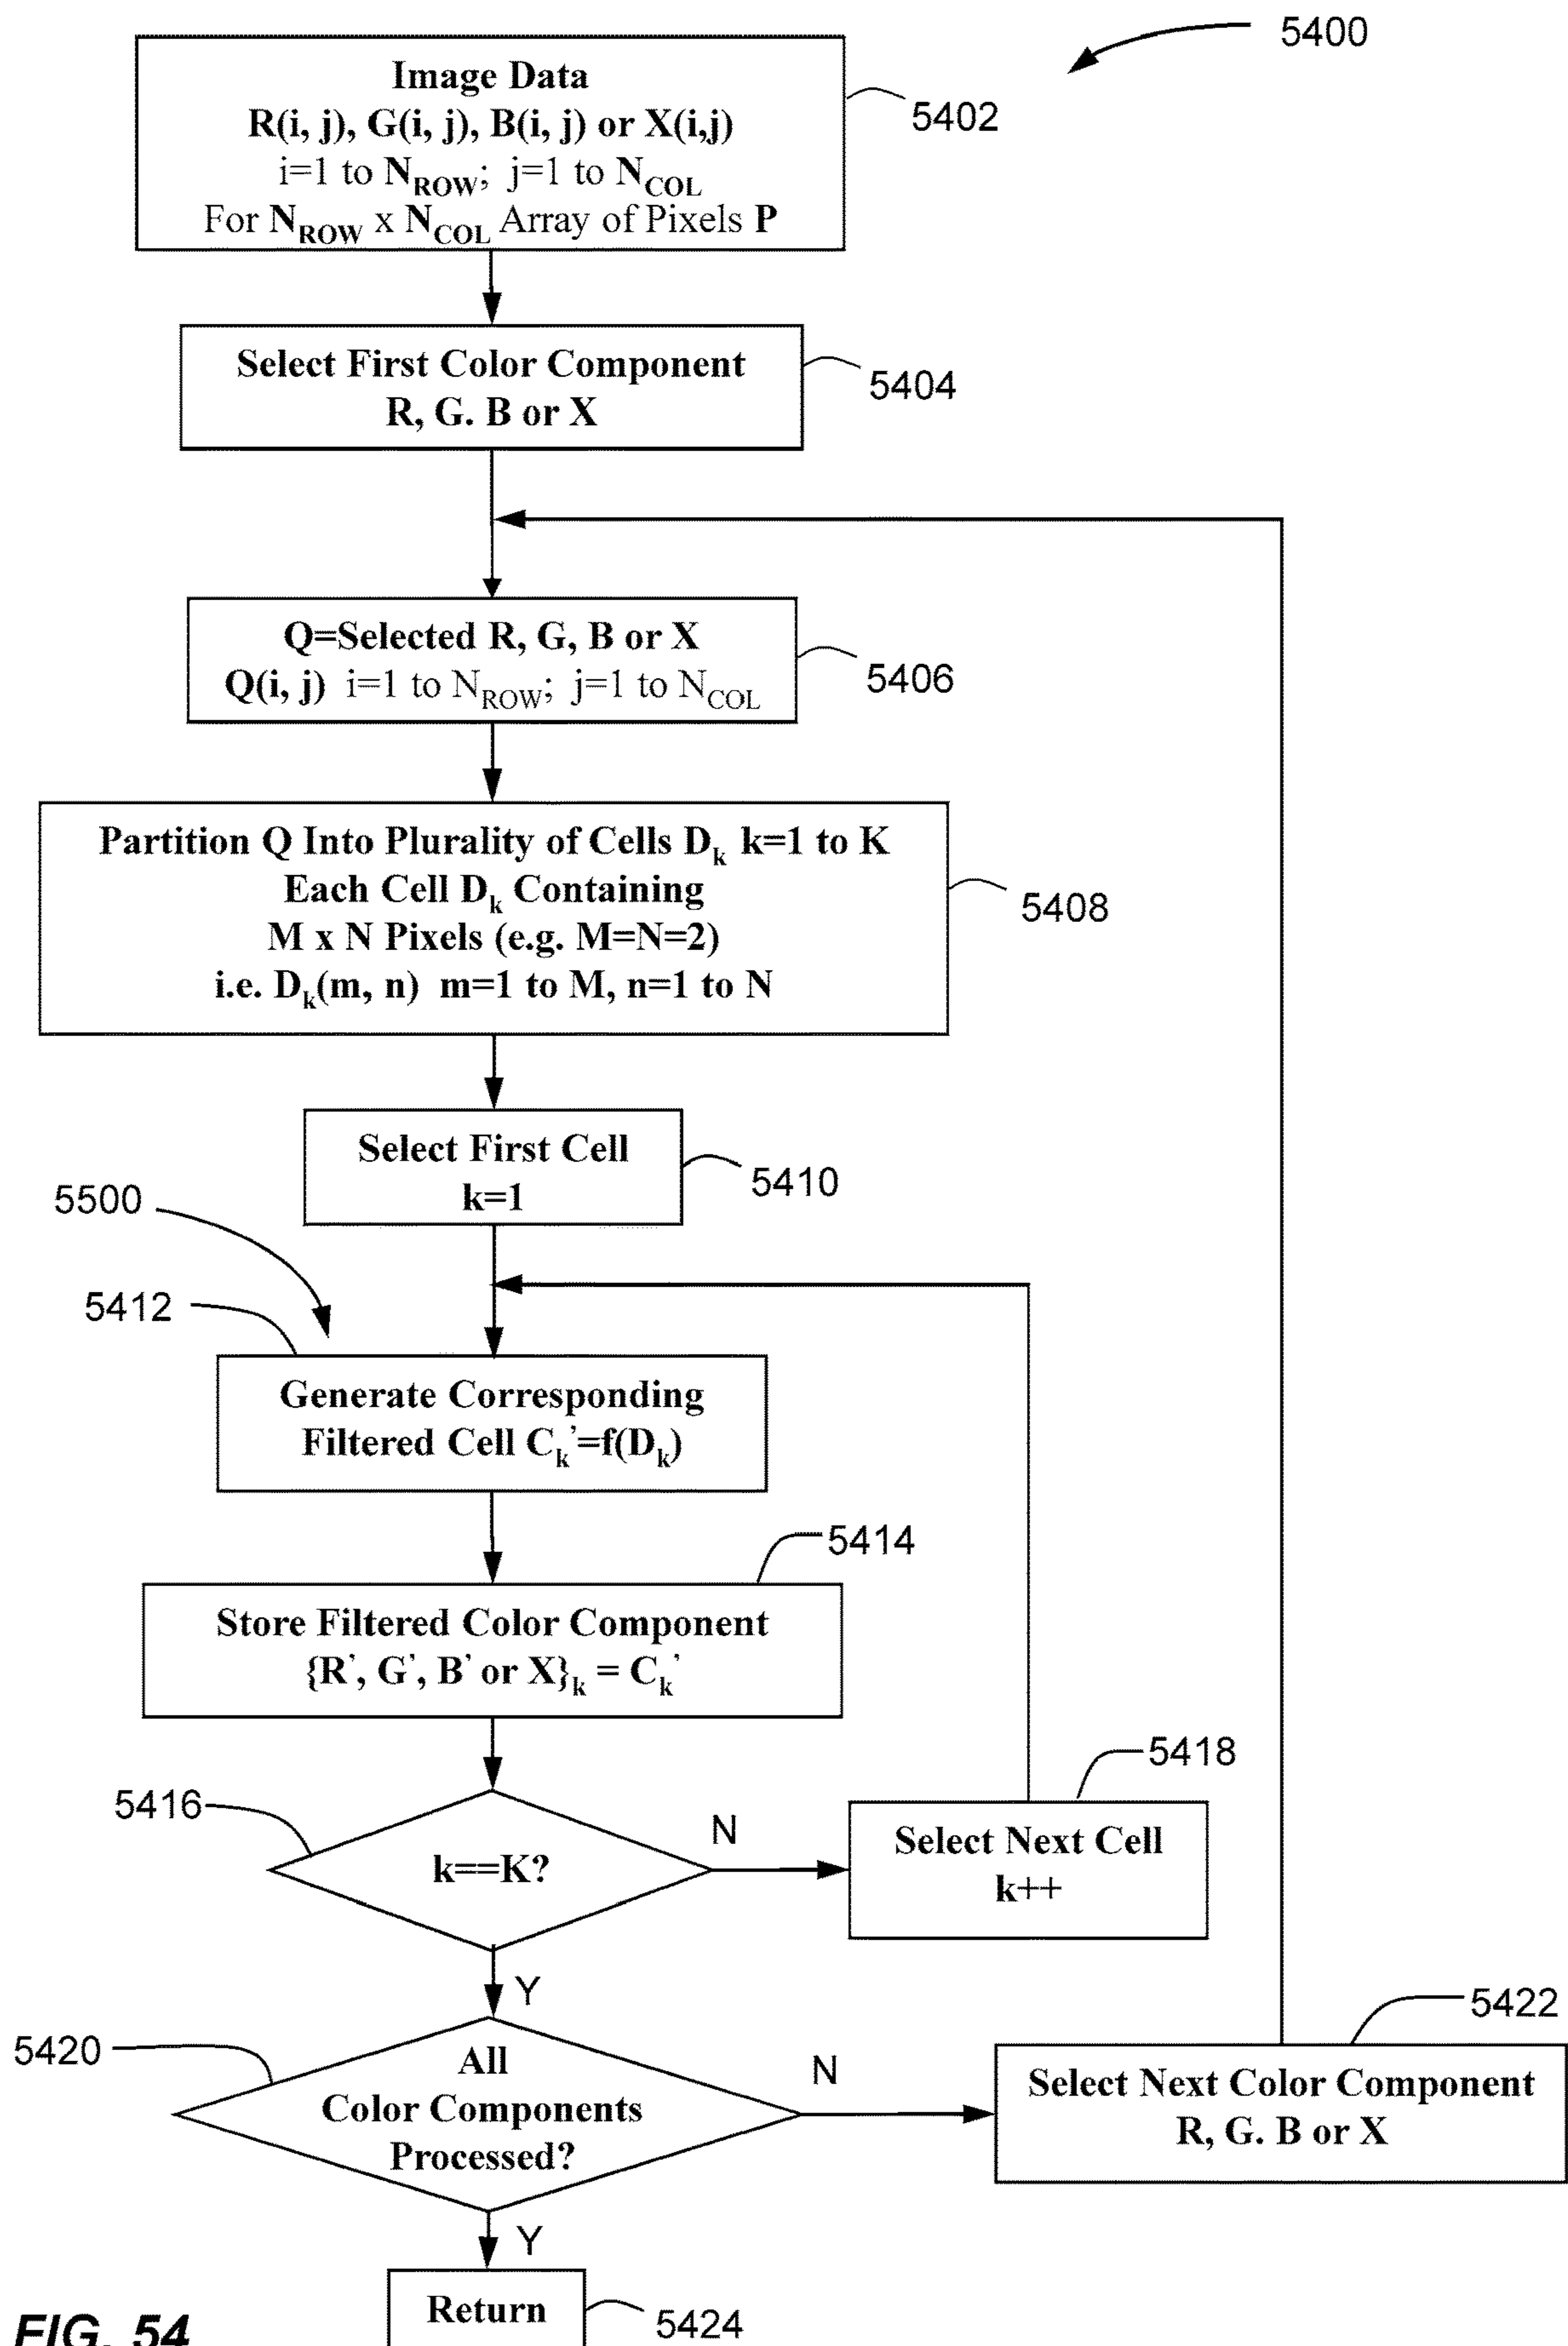 5400
Image Data
R(i, j), G(i, j), B(i, j) or X(i,j)
i=1 to NROW; j=1 to NCOL
For NROW x NCOL Array of Pixels P
5402
Select First Color Component
R, G. B or X
5404
Q=Selected R, G, B or X
Q(i, j) i=1 to NROW; j=1 to NCOL
5406
Partition Q Into Plurality of Cells Dk k=1 to K
Each Cell Dk Containing
M x N Pixels (e.g. M=N=2)
i.e. Dk(m, n) m=1 to M, n=1 to N
5408
Select First Cell
k=1
5410
5500
5412
Generate Corresponding
Filtered Cell Ck’=f(Dk)
5414
Store Filtered Color Component
{R’, G’, B’ or X}k = Ck’
5416
k==K?
N
5418
Select Next Cell
k++
Y
5420
All
Color Components
Processed?
N
5422
Select Next Color Component
R, G. B or X
Y
Return
5424
FIG. 54